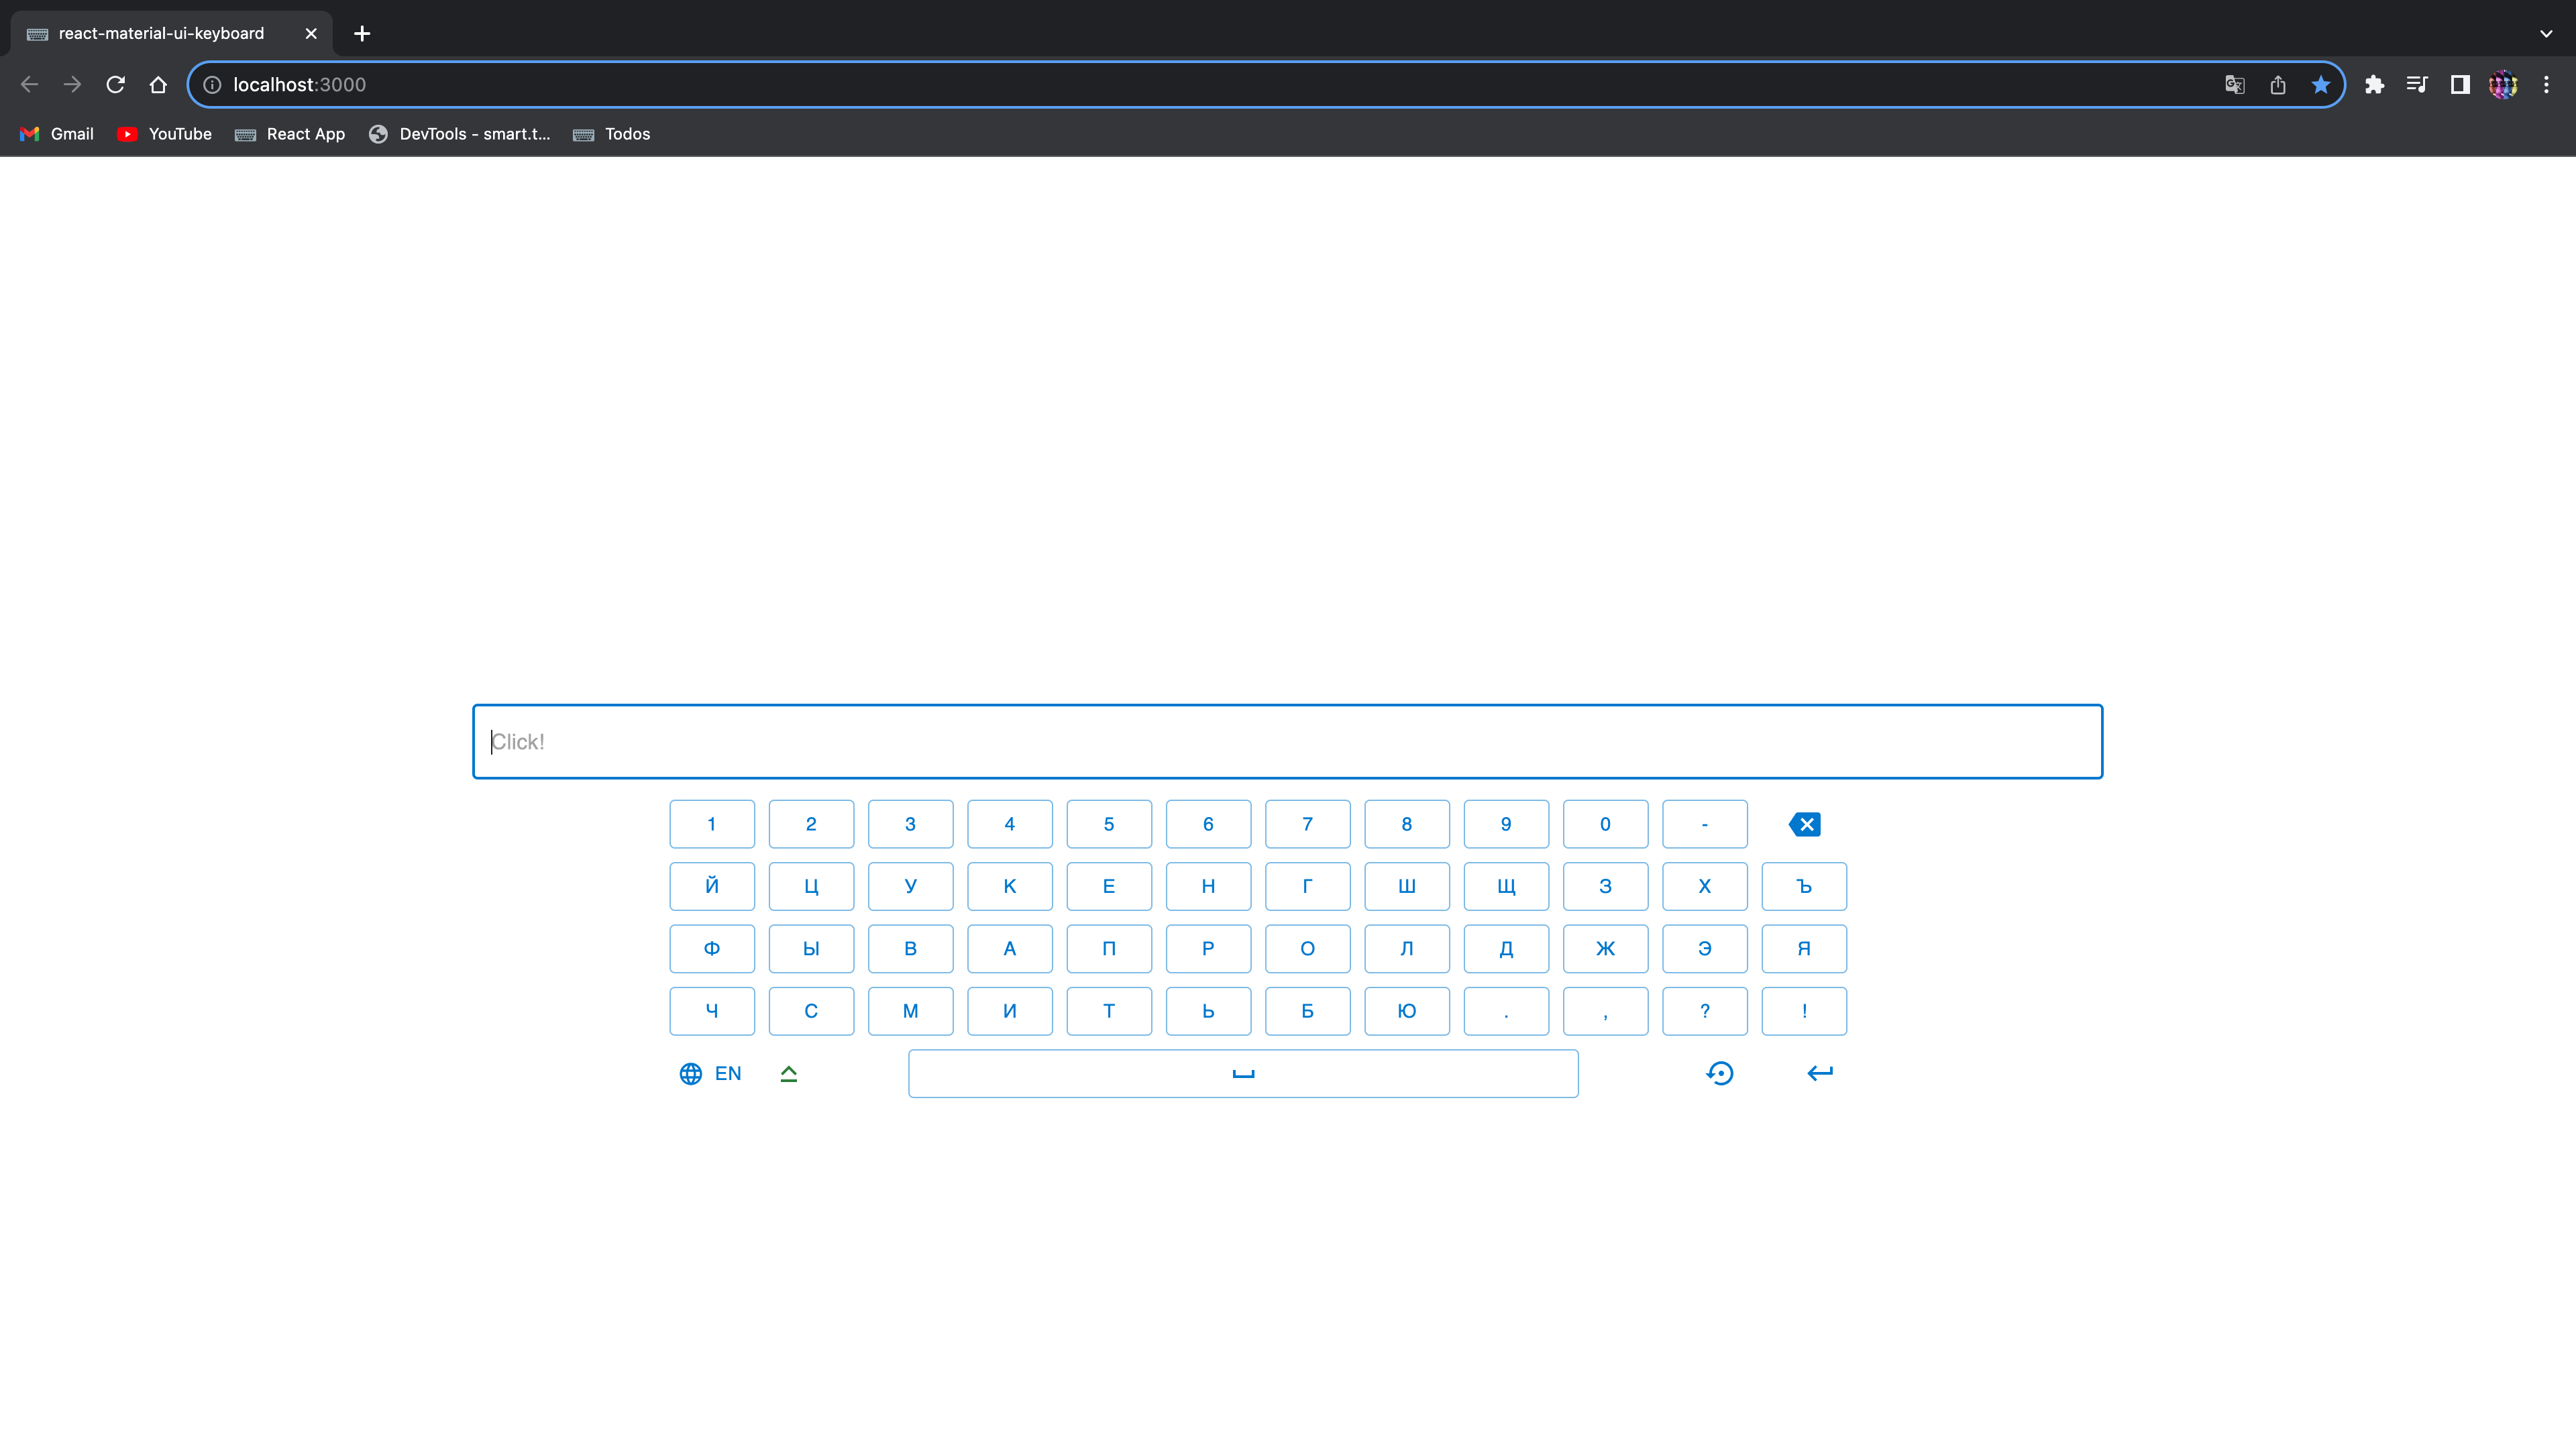 react-material-ui-keyboard
localhost:3000
Gmail YouTube React App DevTools - smart.t... Todos
Click!
1 2 3 4 5 6 7 8 9 0 -
Й Ц У К Е Н Г Ш Щ З Х Ъ
Ф Ы В А П Р О Л Д Ж Э Я
Ч С М И Т Ь Б Ю . , ? !
EN